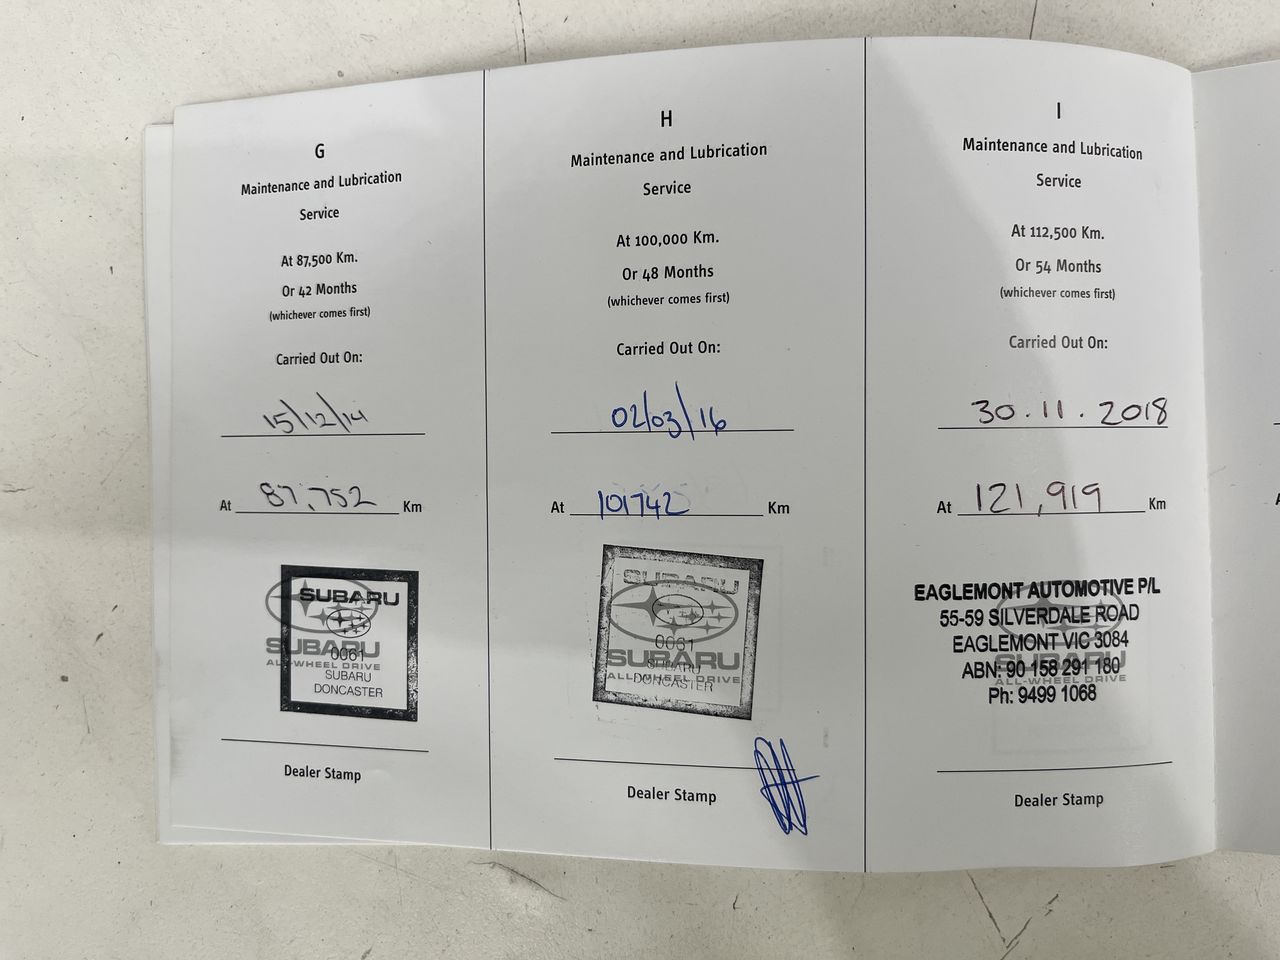 G
Maintenance and Lubrication
Service
At 87,500 Km.
Or 42 Months
(whichever comes first)
Carried Out On:
15/12/14
At 87,752 Km
SUBARU
SUBARU
0061
ALL-WHEEL DRIVE
SUBARU
DONCASTER
Dealer Stamp
H
Maintenance and Lubrication
Service
At 100,000 Km.
Or 48 Months
(whichever comes first)
Carried Out On:
02/03/16
At 101742 Km
SUBARU
0061
SUBARU
SUBARU
ALL-WHEEL DRIVE
DONCASTER
Dealer Stamp
I
Maintenance and Lubrication
Service
At 112,500 Km.
Or 54 Months
(whichever comes first)
Carried Out On:
30.11.2018
At 121,919 Km
EAGLEMONT AUTOMOTIVE P/L
55-59 SILVERDALE ROAD
EAGLEMONT VIC 3084
SUBARU
ABN: 90 158 291 180
ALL-WHEEL DRIVE
Ph: 9499 1068
Dealer Stamp